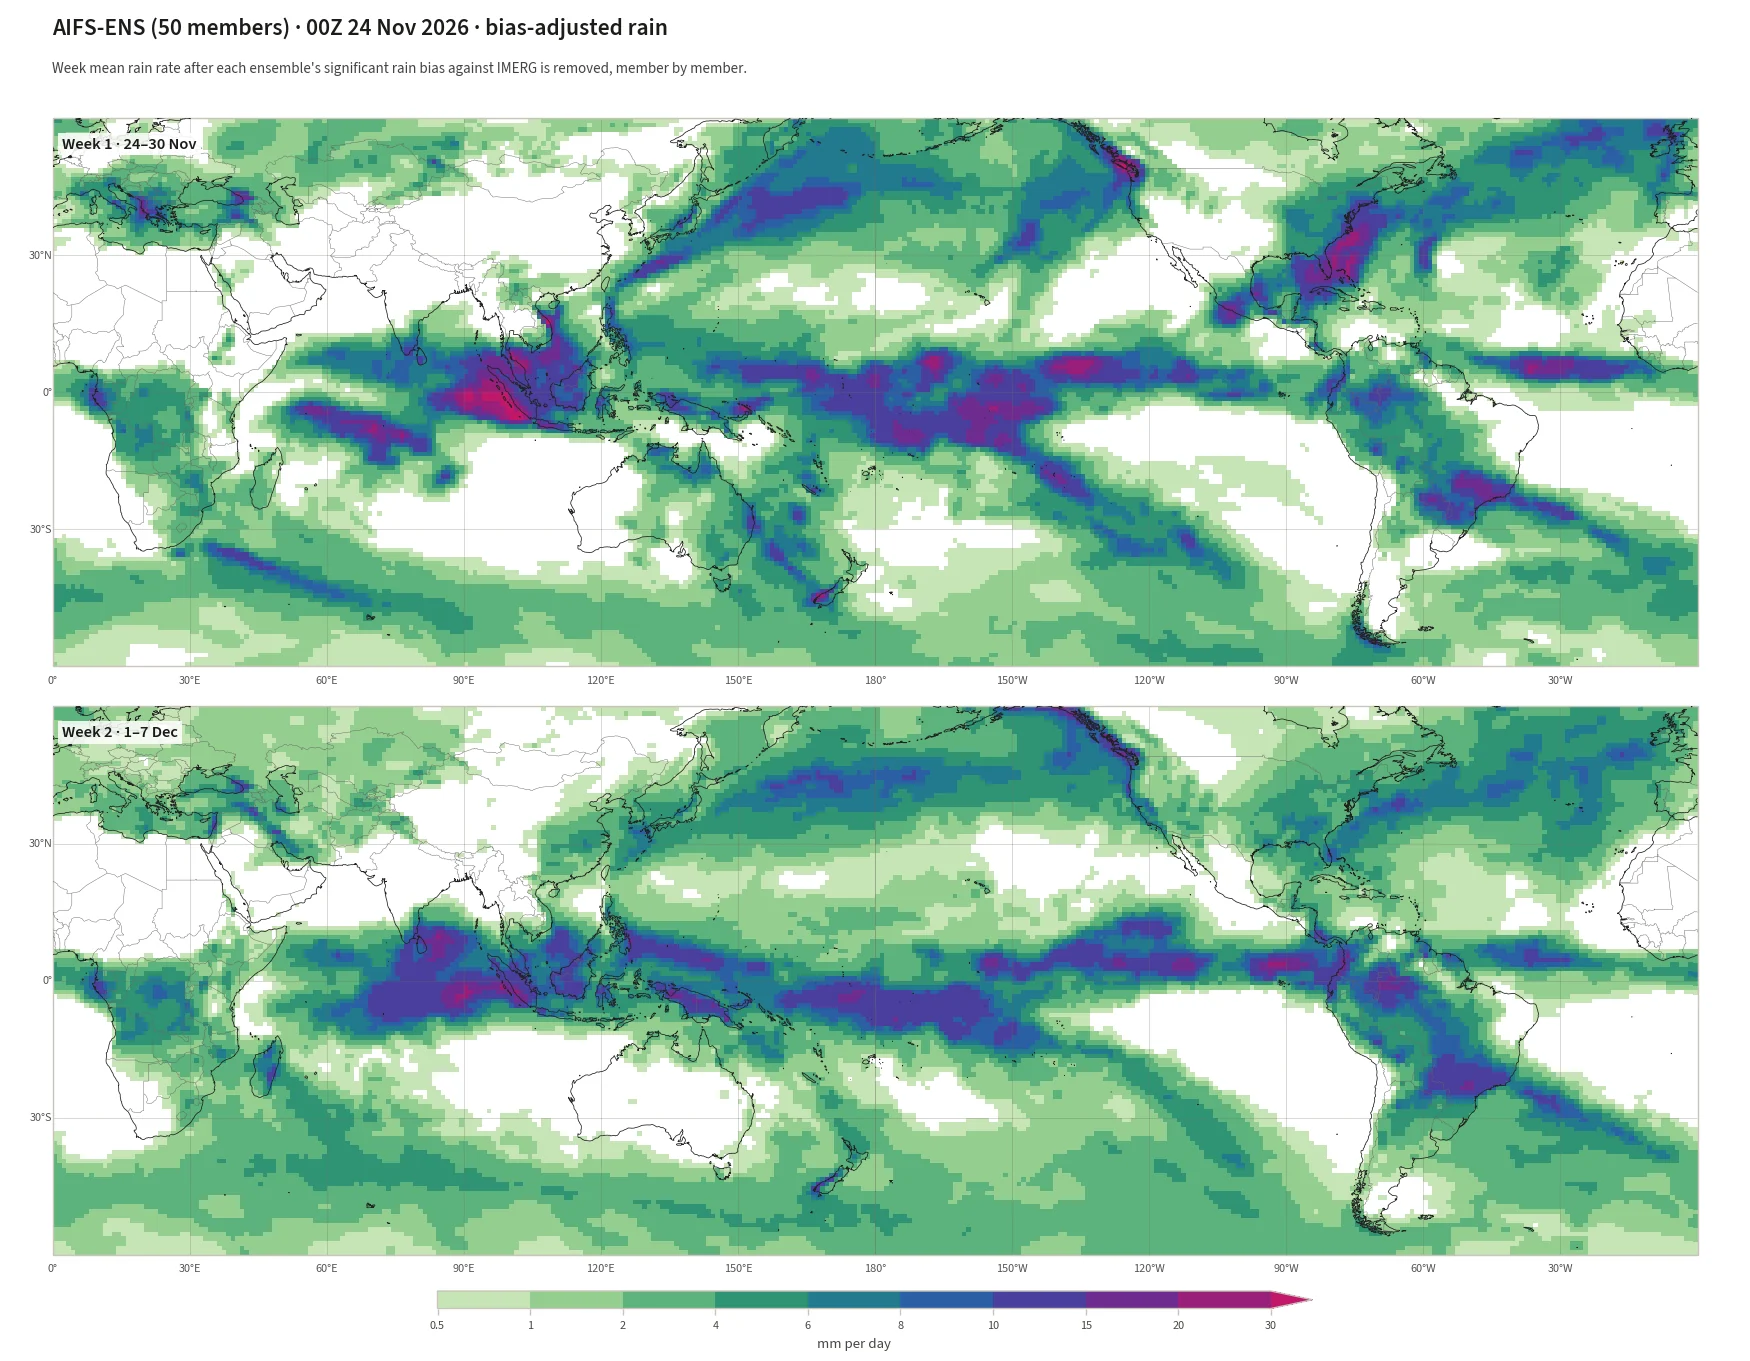 AIFS-ENS (50 members) · 00Z 24 Nov 2026 · bias-adjusted rain
Week mean rain rate after each ensemble's significant rain bias against IMERG is removed, member by member.
Week 1 · 24–30 Nov
30°N
0°
30°S
0° 30°E 60°E 90°E 120°E 150°E 180° 150°W 120°W 90°W 60°W 30°W
Week 2 · 1–7 Dec
30°N
0°
30°S
0° 30°E 60°E 90°E 120°E 150°E 180° 150°W 120°W 90°W 60°W 30°W
0.5 1 2 4 6 8 10 15 20 30
mm per day